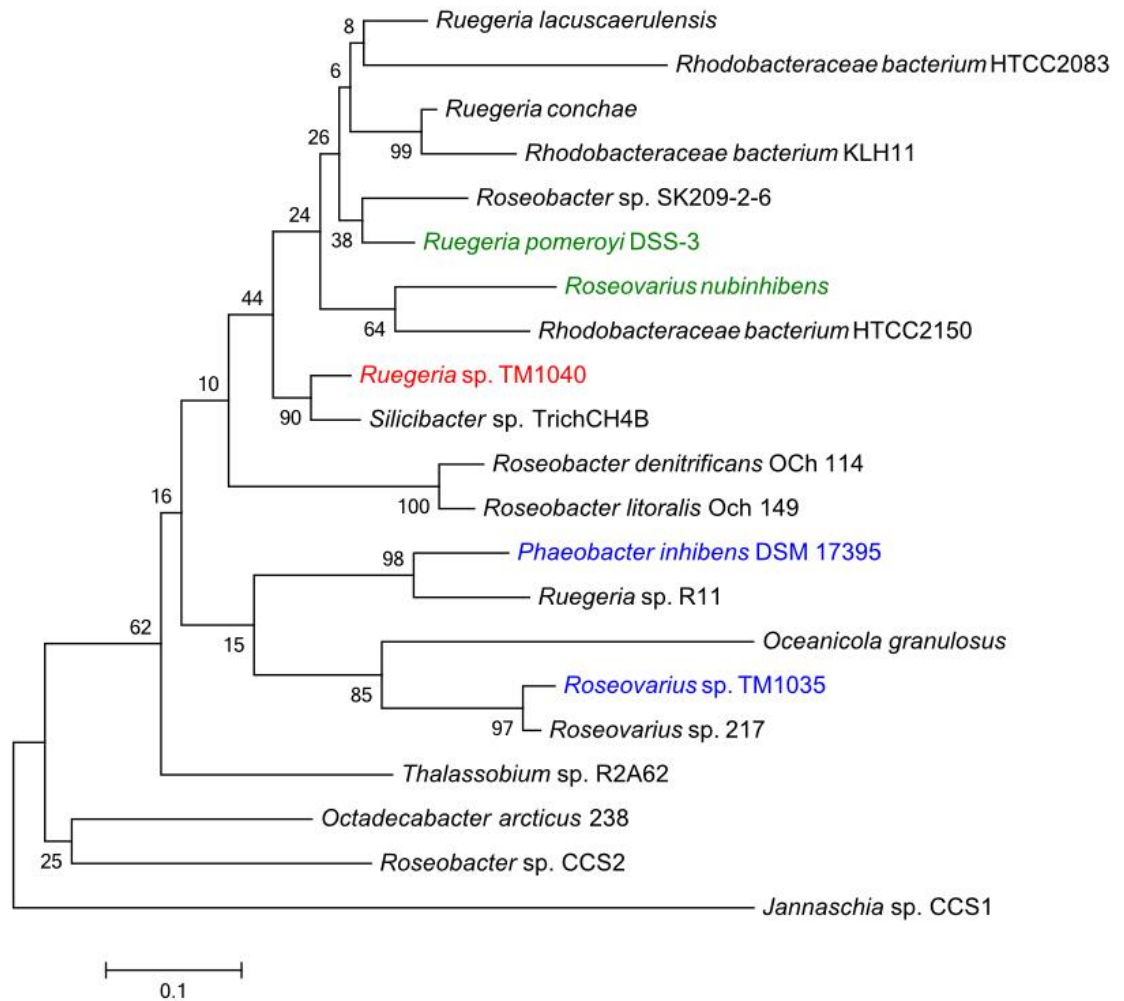 8
Ruegeria lacuscaerulensis
Rhodobacteraceae bacterium HTCC2083
6
Ruegeria conchae
99
Rhodobacteraceae bacterium KLH11
26
Roseobacter sp. SK209-2-6
38
Ruegeria pomeroyi DSS-3
24
Roseovarius nubinhibens
64
Rhodobacteraceae bacterium HTCC2150
44
Ruegeria sp. TM1040
90
Silicibacter sp. TrichCH4B
10
Roseobacter denitrificans OCh 114
100
Roseobacter litoralis Och 149
16
98
Phaeobacter inhibens DSM 17395
Ruegeria sp. R11
62
15
Oceanicola granulosus
85
Roseovarius sp. TM1035
97
Roseovarius sp. 217
Thalassobium sp. R2A62
Octadecabacter arcticus 238
25
Roseobacter sp. CCS2
Jannaschia sp. CCS1
0.1